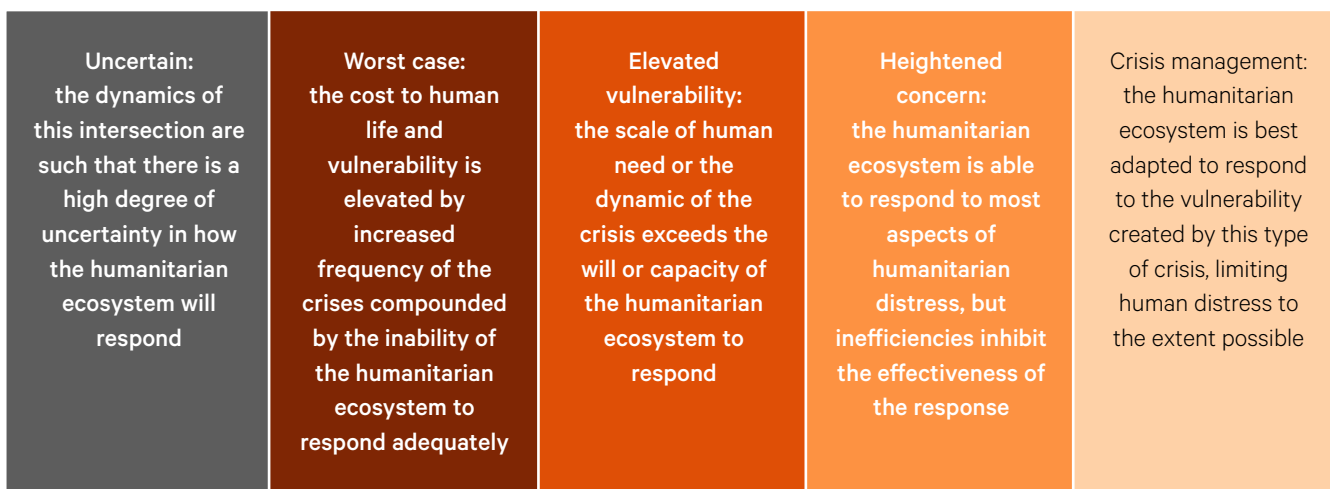 Uncertain:
the dynamics of
this intersection are
such that there is a
high degree of
uncertainty in how
the humanitarian
ecosystem will
respond
Worst case:
the cost to human
life and
vulnerability is
elevated by
increased
frequency of the
crises compounded
by the inability of
the humanitarian
ecosystem to
respond adequately
Elevated
vulnerability:
the scale of human
need or the
dynamic of the
crisis exceeds the
will or capacity of
the humanitarian
ecosystem to
respond
Heightened
concern:
the humanitarian
ecosystem is able
to respond to most
aspects of
humanitarian
distress, but
inefficiencies inhibit
the effectiveness of
the response
Crisis management:
the humanitarian
ecosystem is best
adapted to respond
to the vulnerability
created by this type
of crisis, limiting
human distress to
the extent possible